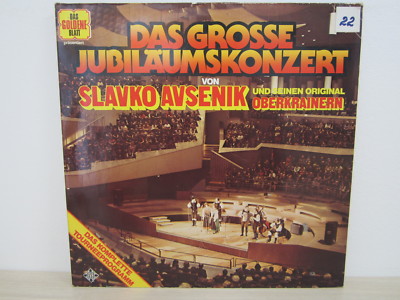 DAS
GOLDENE
BLATT
22
DAS GROSSE
JUBILÄUMSKONZERT
VON
SLAVKO AVSENIK
UND SEINEN ORIGINAL
OBERKRAINERN
DAS KOMPLETTE
TOURNEEPROGRAMM